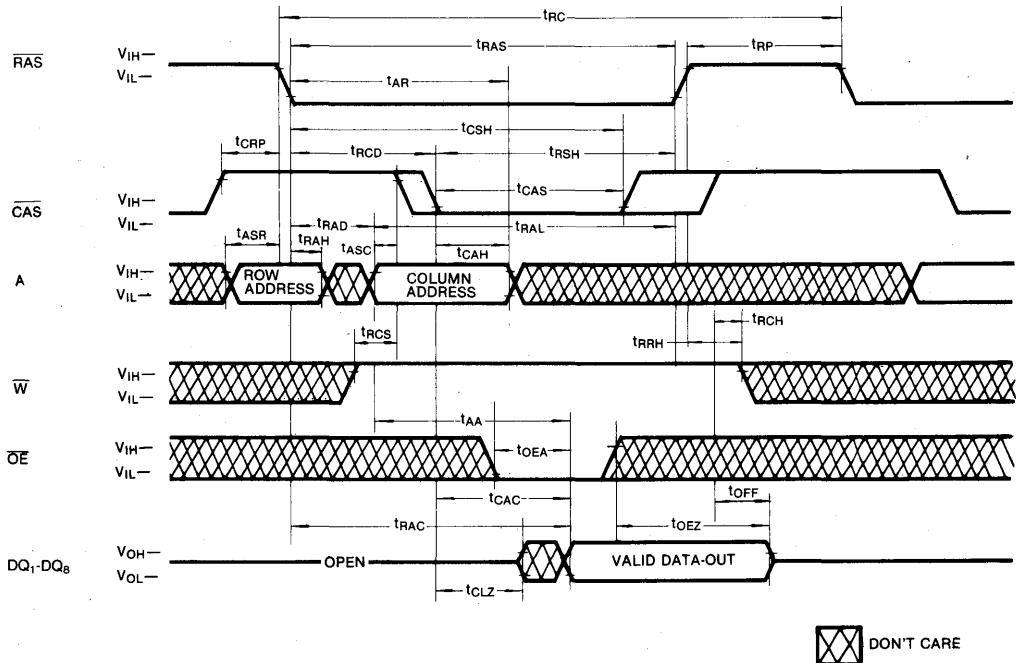 tRC
tRAS
tRP
RAS
VIH—
VIL—
tAR
tCSH
tCRP
tRCD
tRSH
CAS
VIH—
VIL—
tCAS
tRAD
tRAL
tASR
tRAH
tASC
tCAH
A
VIH—
VIL—
ROW
ADDRESS
COLUMN
ADDRESS
tRCH
tRCS
tRRH
W
VIH—
VIL—
tAA
OE
VIH—
VIL—
tOEA
tCAC
tOFF
tRAC
tOEZ
DQ1-DQ8
VOH—
VOL—
OPEN
VALID DATA-OUT
tCLZ
DON'T CARE